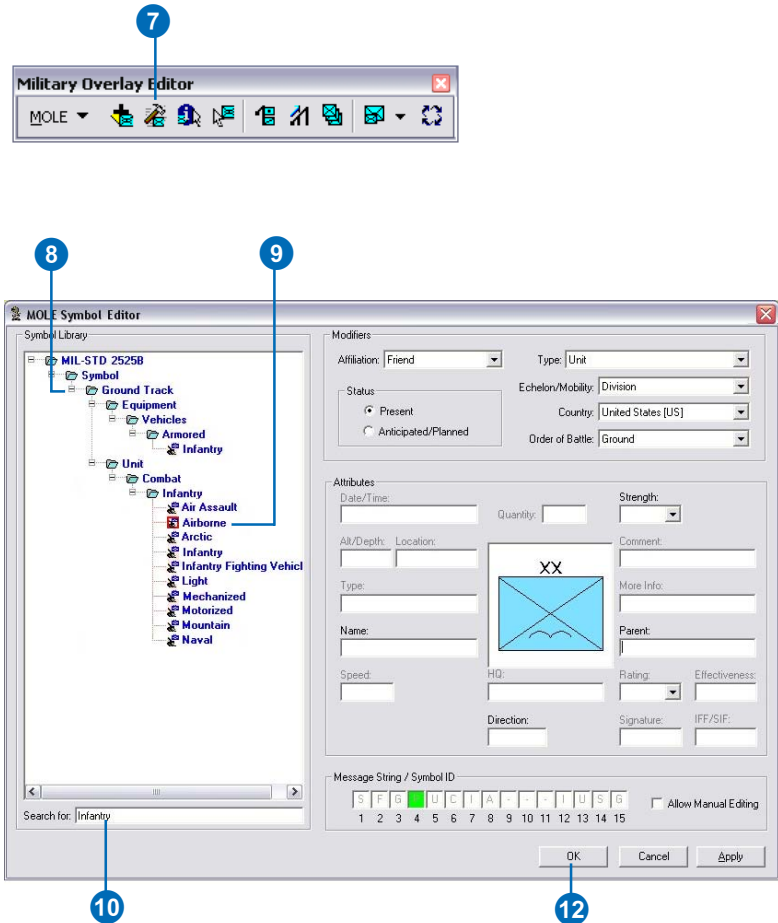 7
Military Overlay Editor
MOLE
8
9
MOLE Symbol Editor
Symbol Library
MIL-STD 2525B
Symbol
Ground Track
Equipment
Vehicles
Armored
Infantry
Unit
Combat
Infantry
Air Assault
Airborne
Arctic
Infantry
Infantry Fighting Vehicl
Light
Mechanized
Motorized
Mountain
Naval
Search for: Infantry
Modifiers
Affiliation: Friend
Type: Unit
Status
Present
Anticipated/Planned
Echelon/Mobility: Division
Country: United States [US]
Order of Battle: Ground
Attributes
Date/Time:
Quantity:
Strength:
Alt/Depth: Location:
Comment:
XX
Type:
More Info:
Name:
Parent:
Speed:
HQ:
Rating:
Effectiveness:
Direction:
Signature:
IFF/SIF:
Message String / Symbol ID
S F G U C I A - - - I U S G
1 2 3 4 5 6 7 8 9 10 11 12 13 14 15
Allow Manual Editing
OK Cancel Apply
10
12